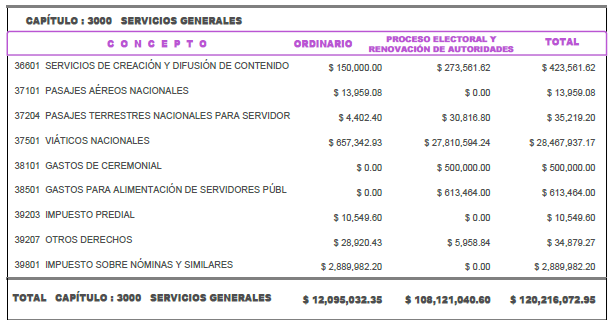 CAPÍTULO : 3000 SERVICIOS GENERALES
C O N C E P T O ORDINARIO PROCESO ELECTORAL Y RENOVACIÓN DE AUTORIDADES TOTAL
36601 SERVICIOS DE CREACIÓN Y DIFUSIÓN DE CONTENIDO $ 150,000.00 $ 273,561.62 $ 423,561.62
37101 PASAJES AÉREOS NACIONALES $ 13,959.08 $ 0.00 $ 13,959.08
37204 PASAJES TERRESTRES NACIONALES PARA SERVIDOR $ 4,402.40 $ 30,816.80 $ 35,219.20
37501 VIÁTICOS NACIONALES $ 657,342.93 $ 27,810,594.24 $ 28,467,937.17
38101 GASTOS DE CEREMONIAL $ 0.00 $ 500,000.00 $ 500,000.00
38501 GASTOS PARA ALIMENTACIÓN DE SERVIDORES PÚBL $ 0.00 $ 613,464.00 $ 613,464.00
39203 IMPUESTO PREDIAL $ 10,549.60 $ 0.00 $ 10,549.60
39207 OTROS DERECHOS $ 28,920.43 $ 5,958.84 $ 34,879.27
39801 IMPUESTO SOBRE NÓMINAS Y SIMILARES $ 2,889,982.20 $ 0.00 $ 2,889,982.20
TOTAL CAPÍTULO : 3000 SERVICIOS GENERALES $ 12,095,032.35 $ 108,121,040.60 $ 120,216,072.95